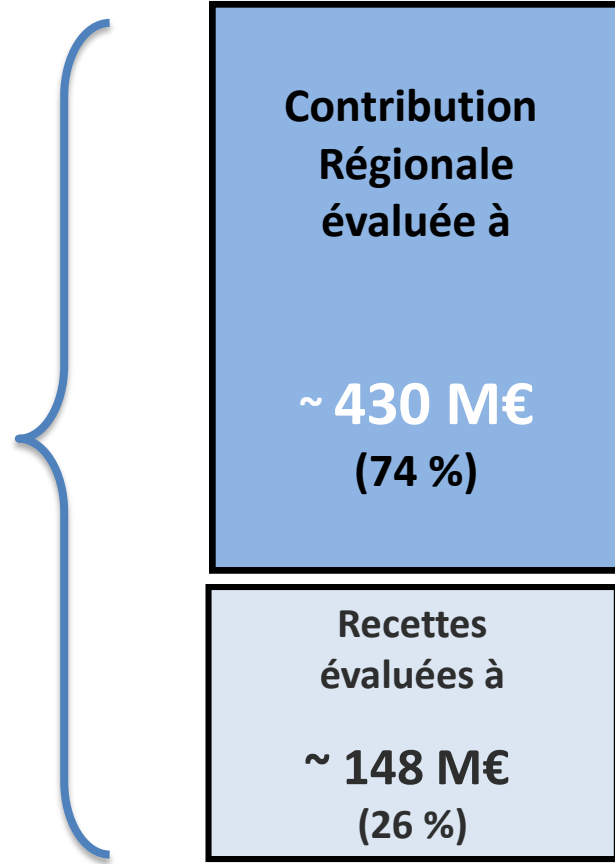 Contribution
Régionale
évaluée à
~ 430 M€
(74 %)
Recettes
évaluées à
~ 148 M€
(26 %)